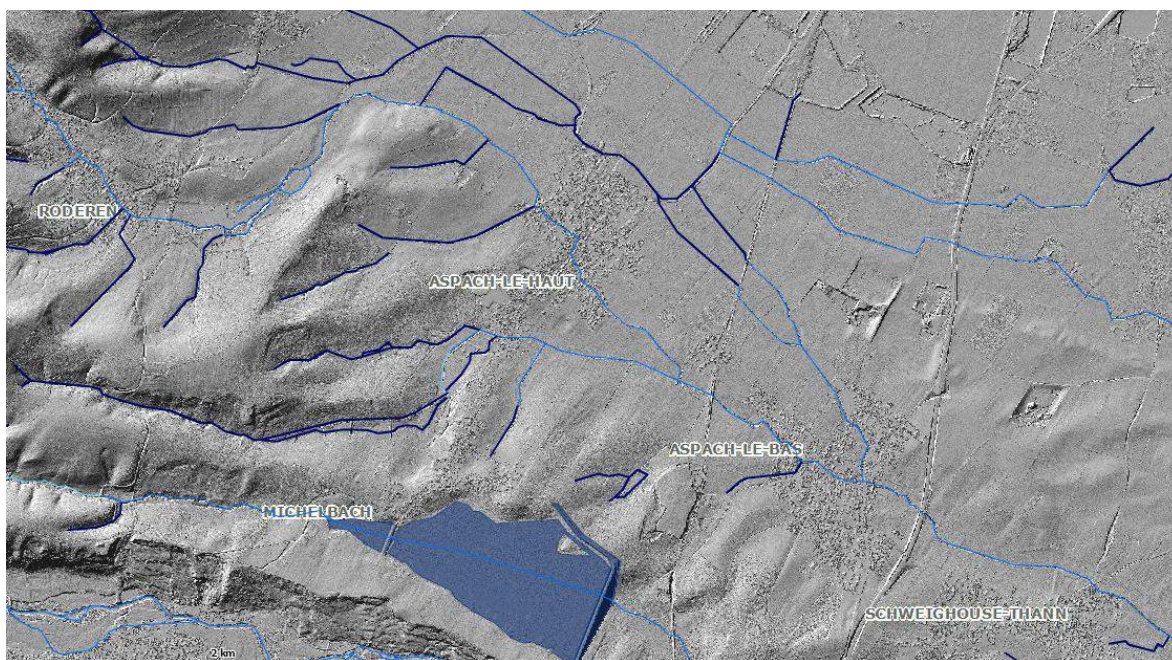 RODEREN
ASPACH-LE-HAUT
ASPACH-LE-BAS
MICHELBACH
SCHWEIGHOUSE-THANN
2 km